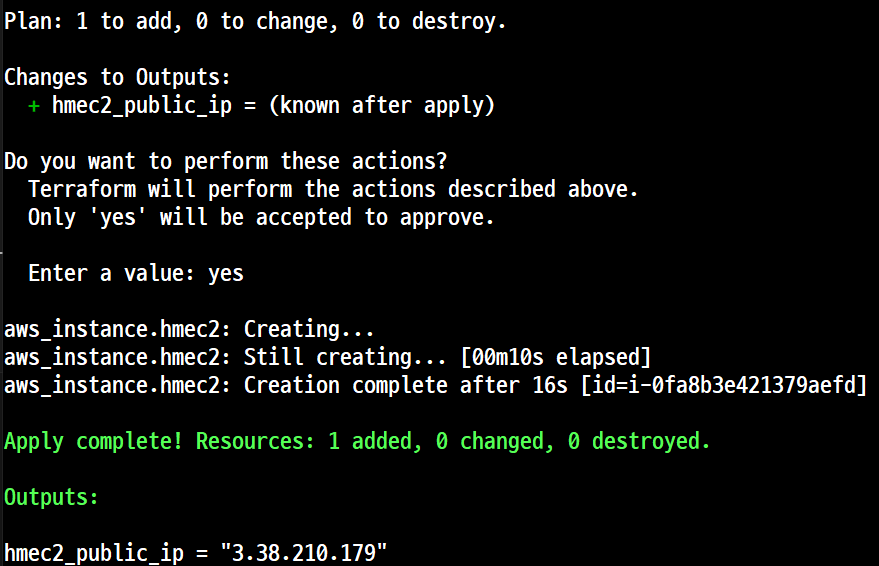 Plan: 1 to add, 0 to change, 0 to destroy.
Changes to Outputs:
+ hmec2_public_ip = (known after apply)
Do you want to perform these actions?
Terraform will perform the actions described above.
Only 'yes' will be accepted to approve.
Enter a value: yes
aws_instance.hmec2: Creating...
aws_instance.hmec2: Still creating... [00m10s elapsed]
aws_instance.hmec2: Creation complete after 16s [id=i-0fa8b3e421379aefd]
Apply complete! Resources: 1 added, 0 changed, 0 destroyed.
Outputs:
hmec2_public_ip = "3.38.210.179"